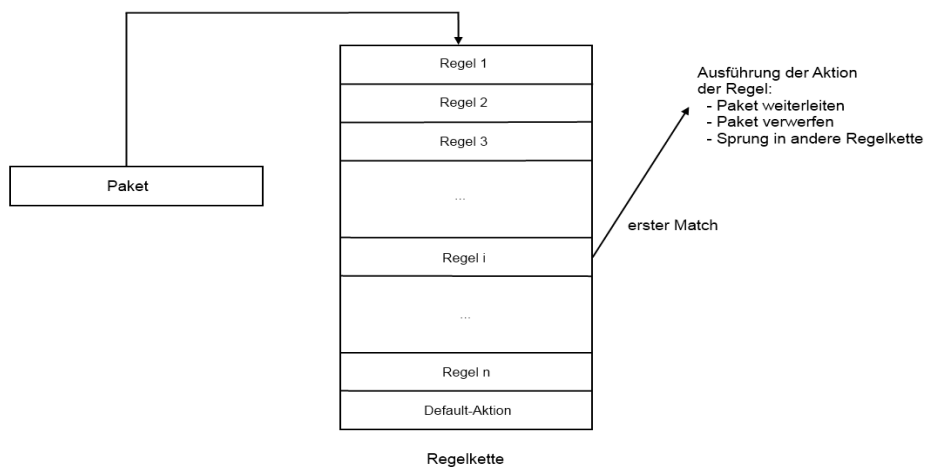 Regel 1
Regel 2
Regel 3
...
Regel i
...
Regel n
Default-Aktion
Regelkette
Paket
erster Match
Ausführung der Aktion
der Regel:
- Paket weiterleiten
- Paket verwerfen
- Sprung in andere Regelkette